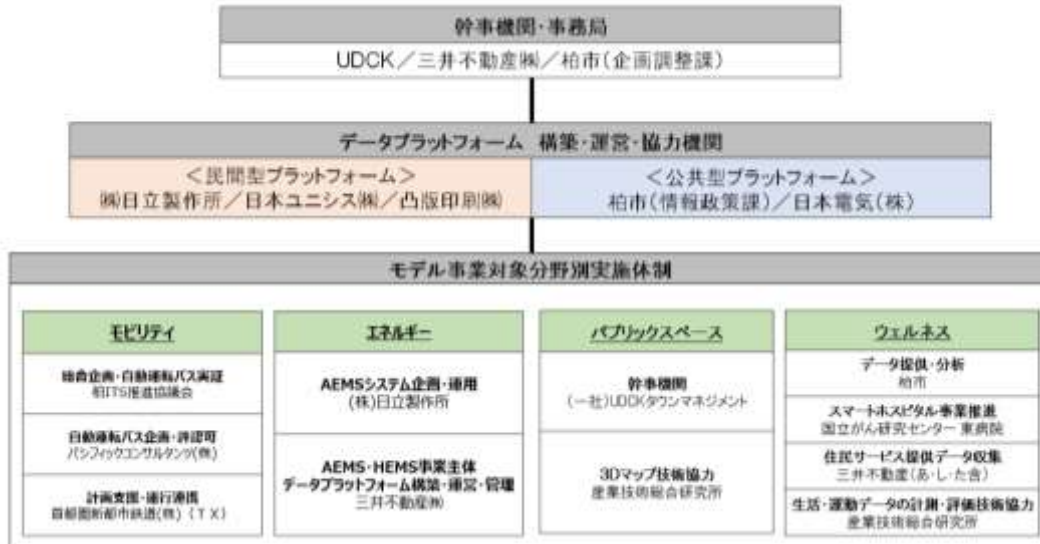 幹事機関・事務局
UDCK/三井不動産㈱/柏市(企画調整課)
データプラットフォーム 構築・運営・協力機関
<民間型プラットフォーム>
㈱日立製作所/日本ユニシス㈱/凸版印刷㈱
<公共型プラットフォーム>
柏市(情報政策課)/日本電気(株)
モデル事業対象分野別実施体制
モビリティ
総合企画・自動運転バス実証
柏ITS推進協議会
自動運転バス企画・許認可
パシフィックコンサルタンツ(株)
計画支援・運行連携
首都圏新都市鉄道(株)(TX)
エネルギー
AEMSシステム企画・運用
(株)日立製作所
AEMS・HEMS事業主体
データプラットフォーム構築・運営・管理
三井不動産㈱
パブリックスペース
幹事機関
(一社)UDCKタウンマネジメント
3Dマップ技術協力
産業技術総合研究所
ウェルネス
データ提供・分析
柏市
スマートホスピタル事業推進
国立がん研究センター 東病院
住民サービス提供データ収集
三井不動産(あ・し・た含)
生活・運動データの計測・評価技術協力
産業技術総合研究所